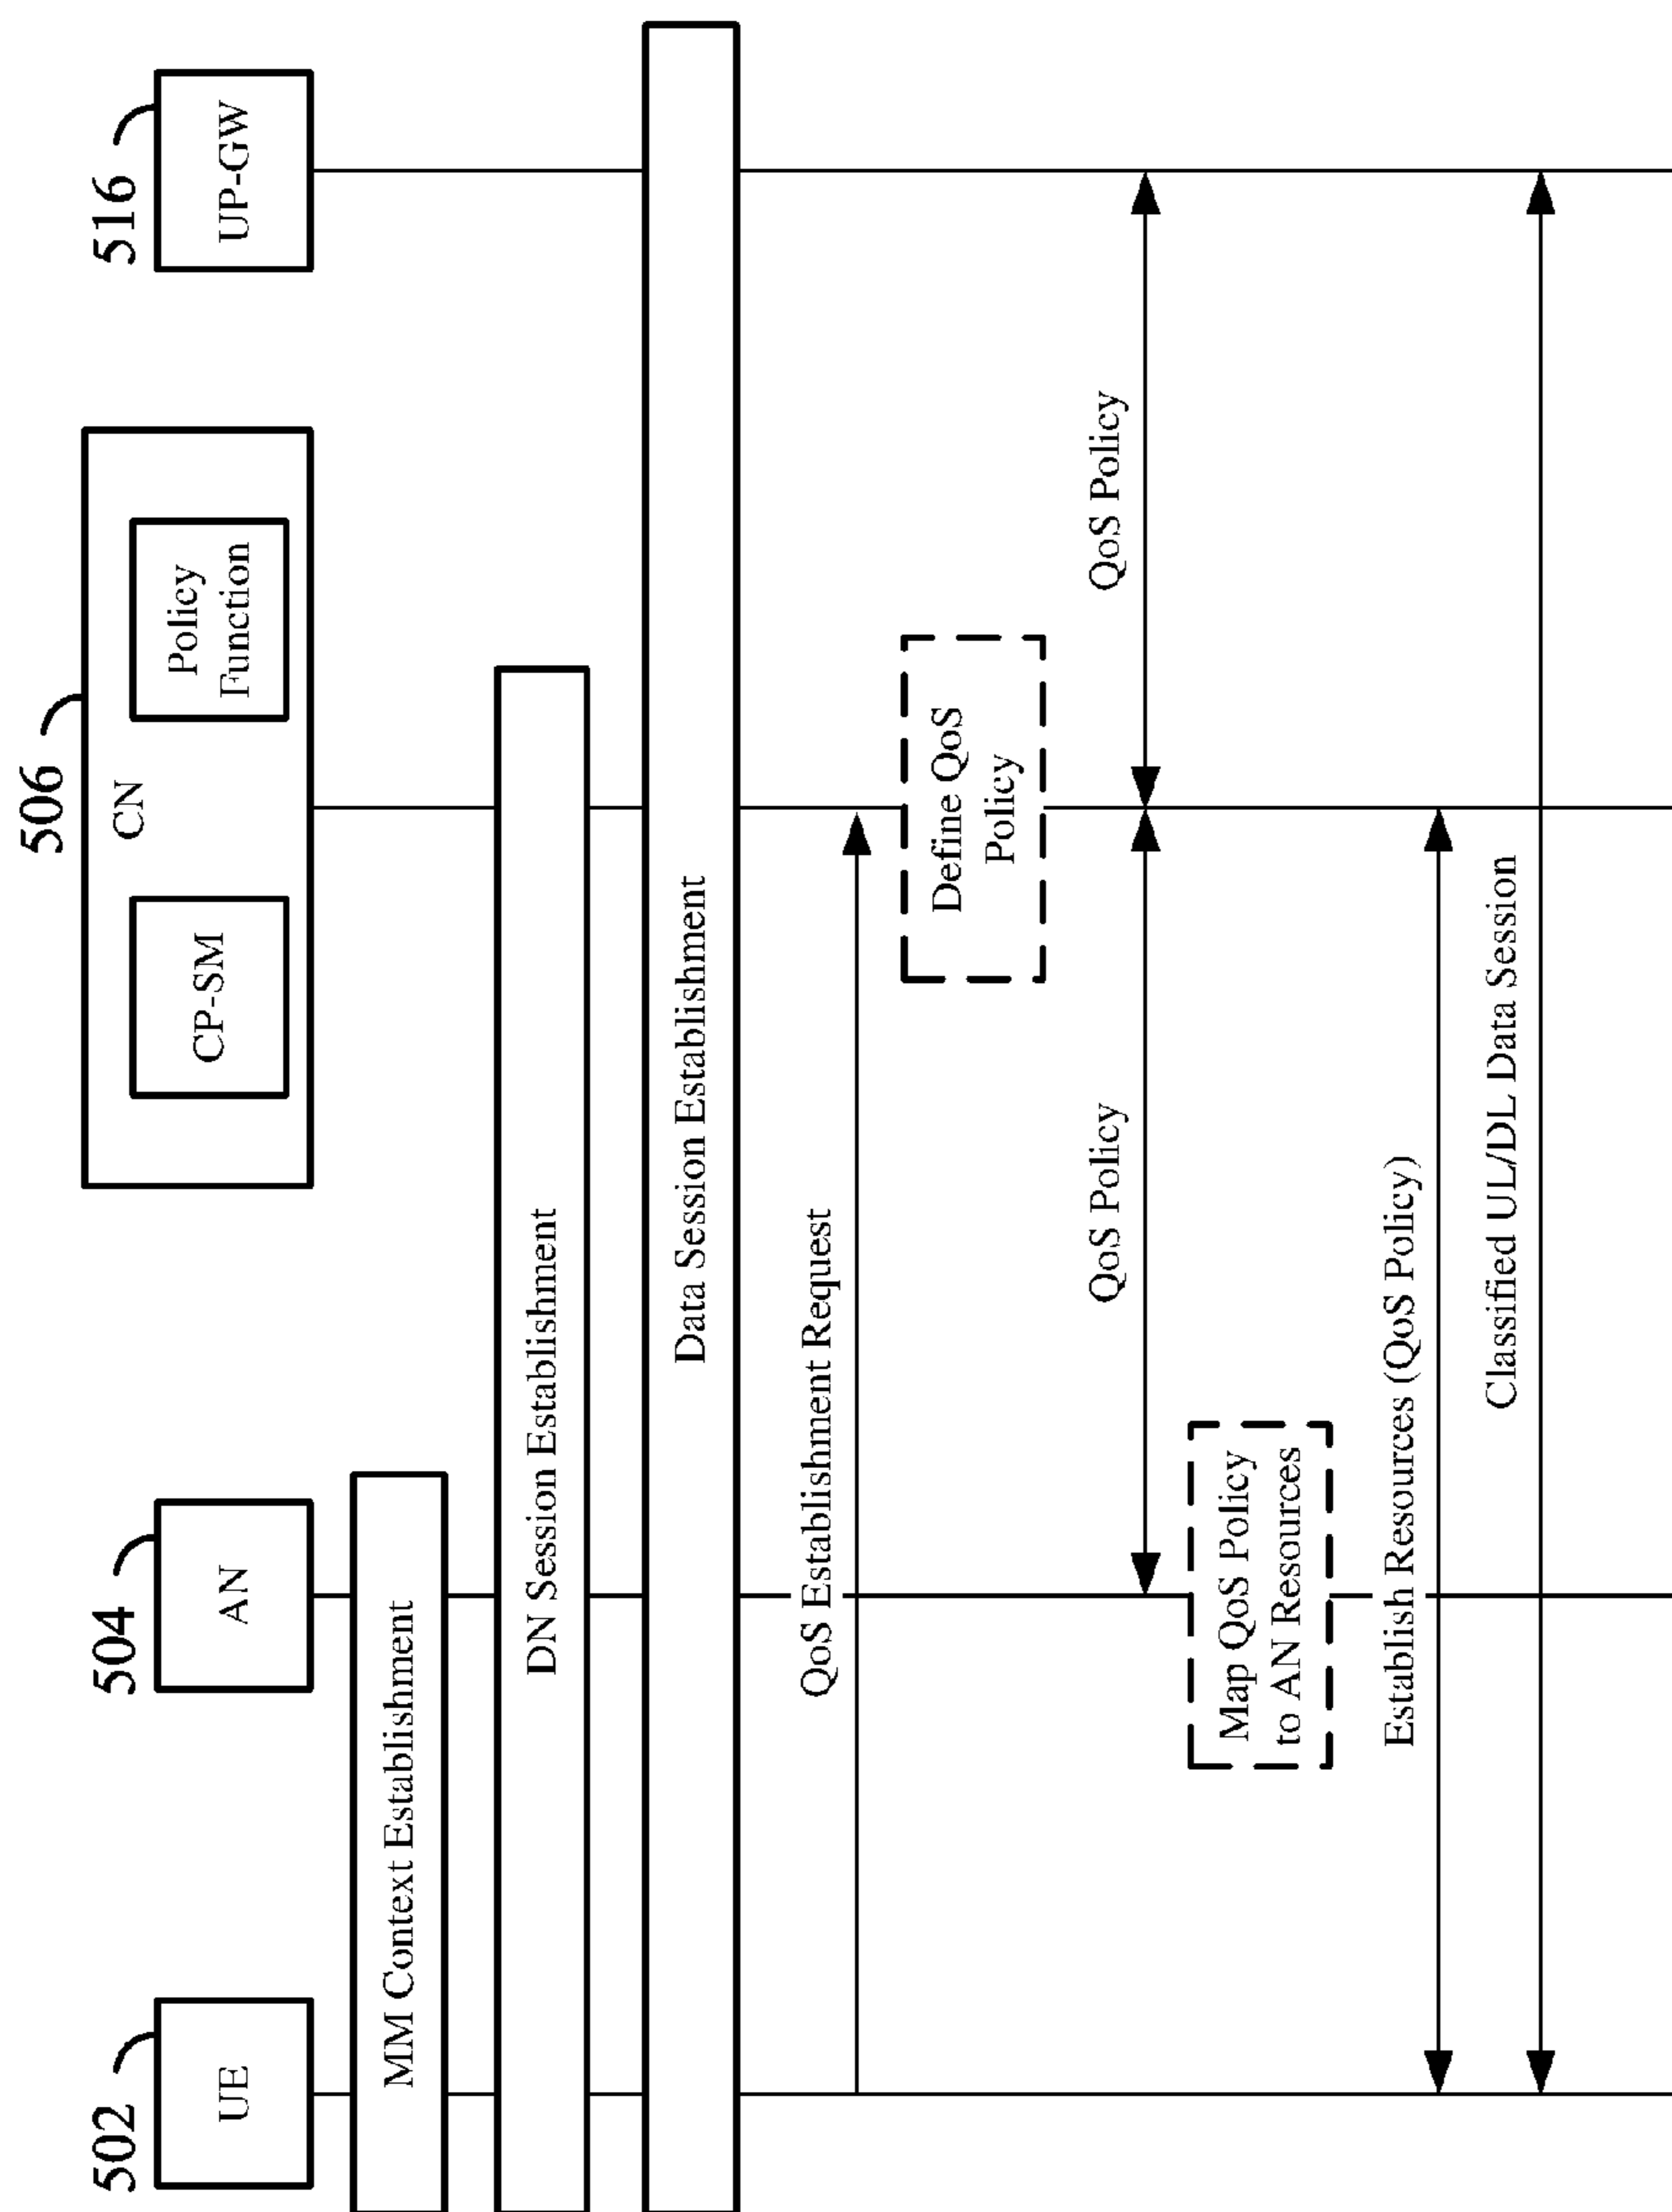 502
504
506
516
UE
AN
CN
CP-SM
Policy
Function
UP-GW
MM Context Establishment
DN Session Establishment
Data Session Establishment
QoS Establishment Request
Define QoS
Policy
QoS Policy
QoS Policy
Map QoS Policy
to AN Resources
Establish Resources (QoS Policy)
Classified UL/DL Data Session